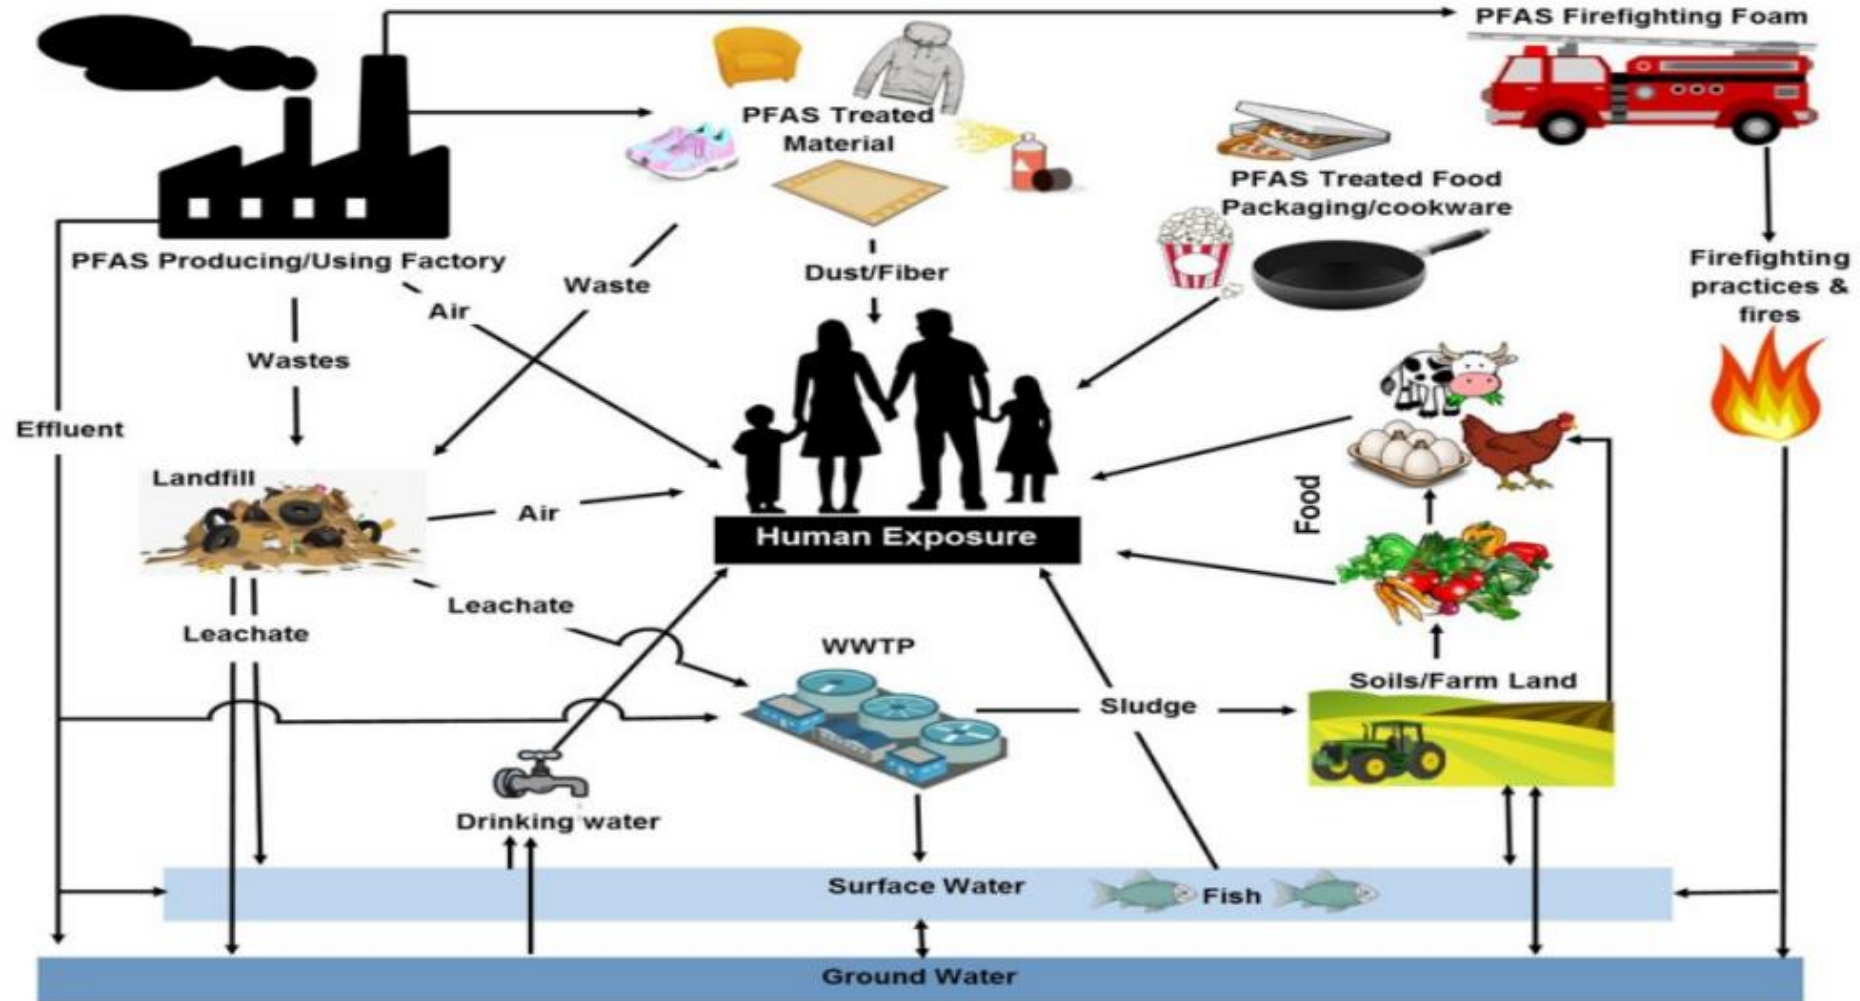 PFAS Firefighting Foam
PFAS Treated
Material
PFAS Treated Food
Packaging/cookware
PFAS Producing/Using Factory
Firefighting
practices &
fires
Dust/Fiber
Waste
Air
Wastes
Effluent
Landfill
Air
Human Exposure
Food
Leachate
Leachate
WWTP
Soils/Farm Land
Sludge
Drinking water
Surface Water
Fish
Ground Water